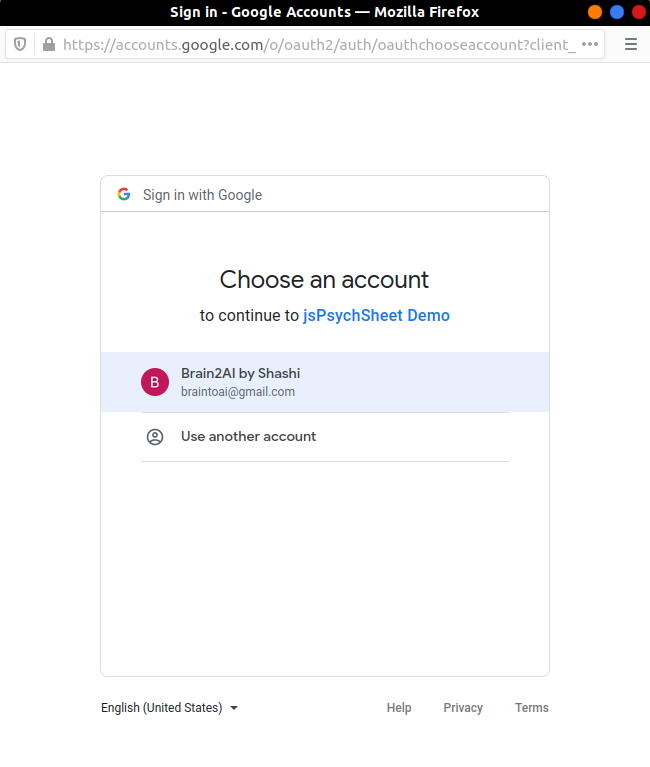 Sign in - Google Accounts — Mozilla Firefox
https://accounts.google.com/o/oauth2/auth/oauthchooseaccount?client_
Sign in with Google
Choose an account
to continue to jsPsychSheet Demo
B
Brain2AI by Shashi
braintoai@gmail.com
Use another account
English (United States)
Help Privacy Terms